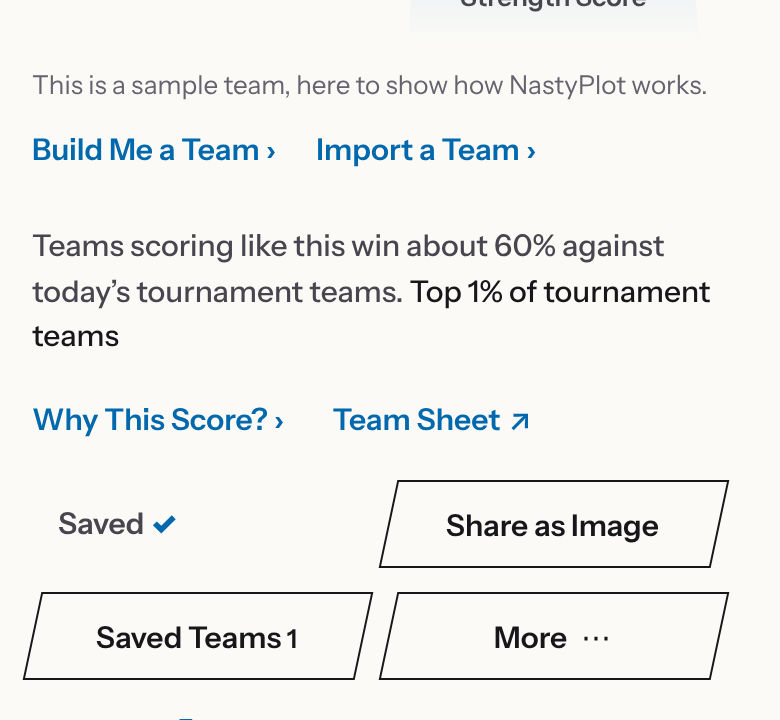 Strength Score
This is a sample team, here to show how NastyPlot works.
Build Me a Team ›
Import a Team ›
Teams scoring like this win about 60% against
today’s tournament teams. Top 1% of tournament
teams
Why This Score? ›
Team Sheet ↗
Saved ✔
Share as Image
Saved Teams 1
More ···